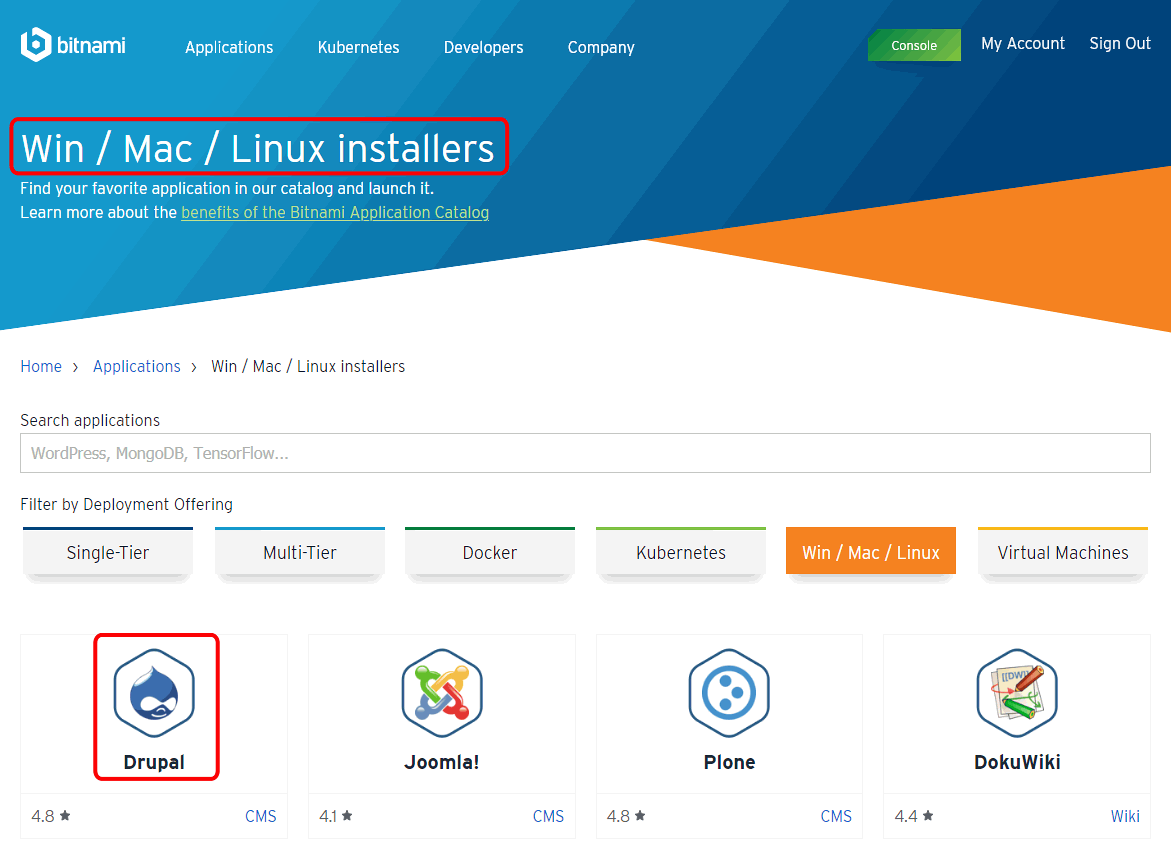 bitnami
Applications Kubernetes Developers Company Console My Account Sign Out
Win / Mac / Linux installers
Find your favorite application in our catalog and launch it.
Learn more about the benefits of the Bitnami Application Catalog
Home › Applications › Win / Mac / Linux installers
Search applications
WordPress, MongoDB, TensorFlow...
Filter by Deployment Offering
Single-Tier Multi-Tier Docker Kubernetes Win / Mac / Linux Virtual Machines
[[DW]]
Drupal Joomla! Plone DokuWiki
4.8 ★ CMS 4.1 ★ CMS 4.8 ★ CMS 4.4 ★ Wiki